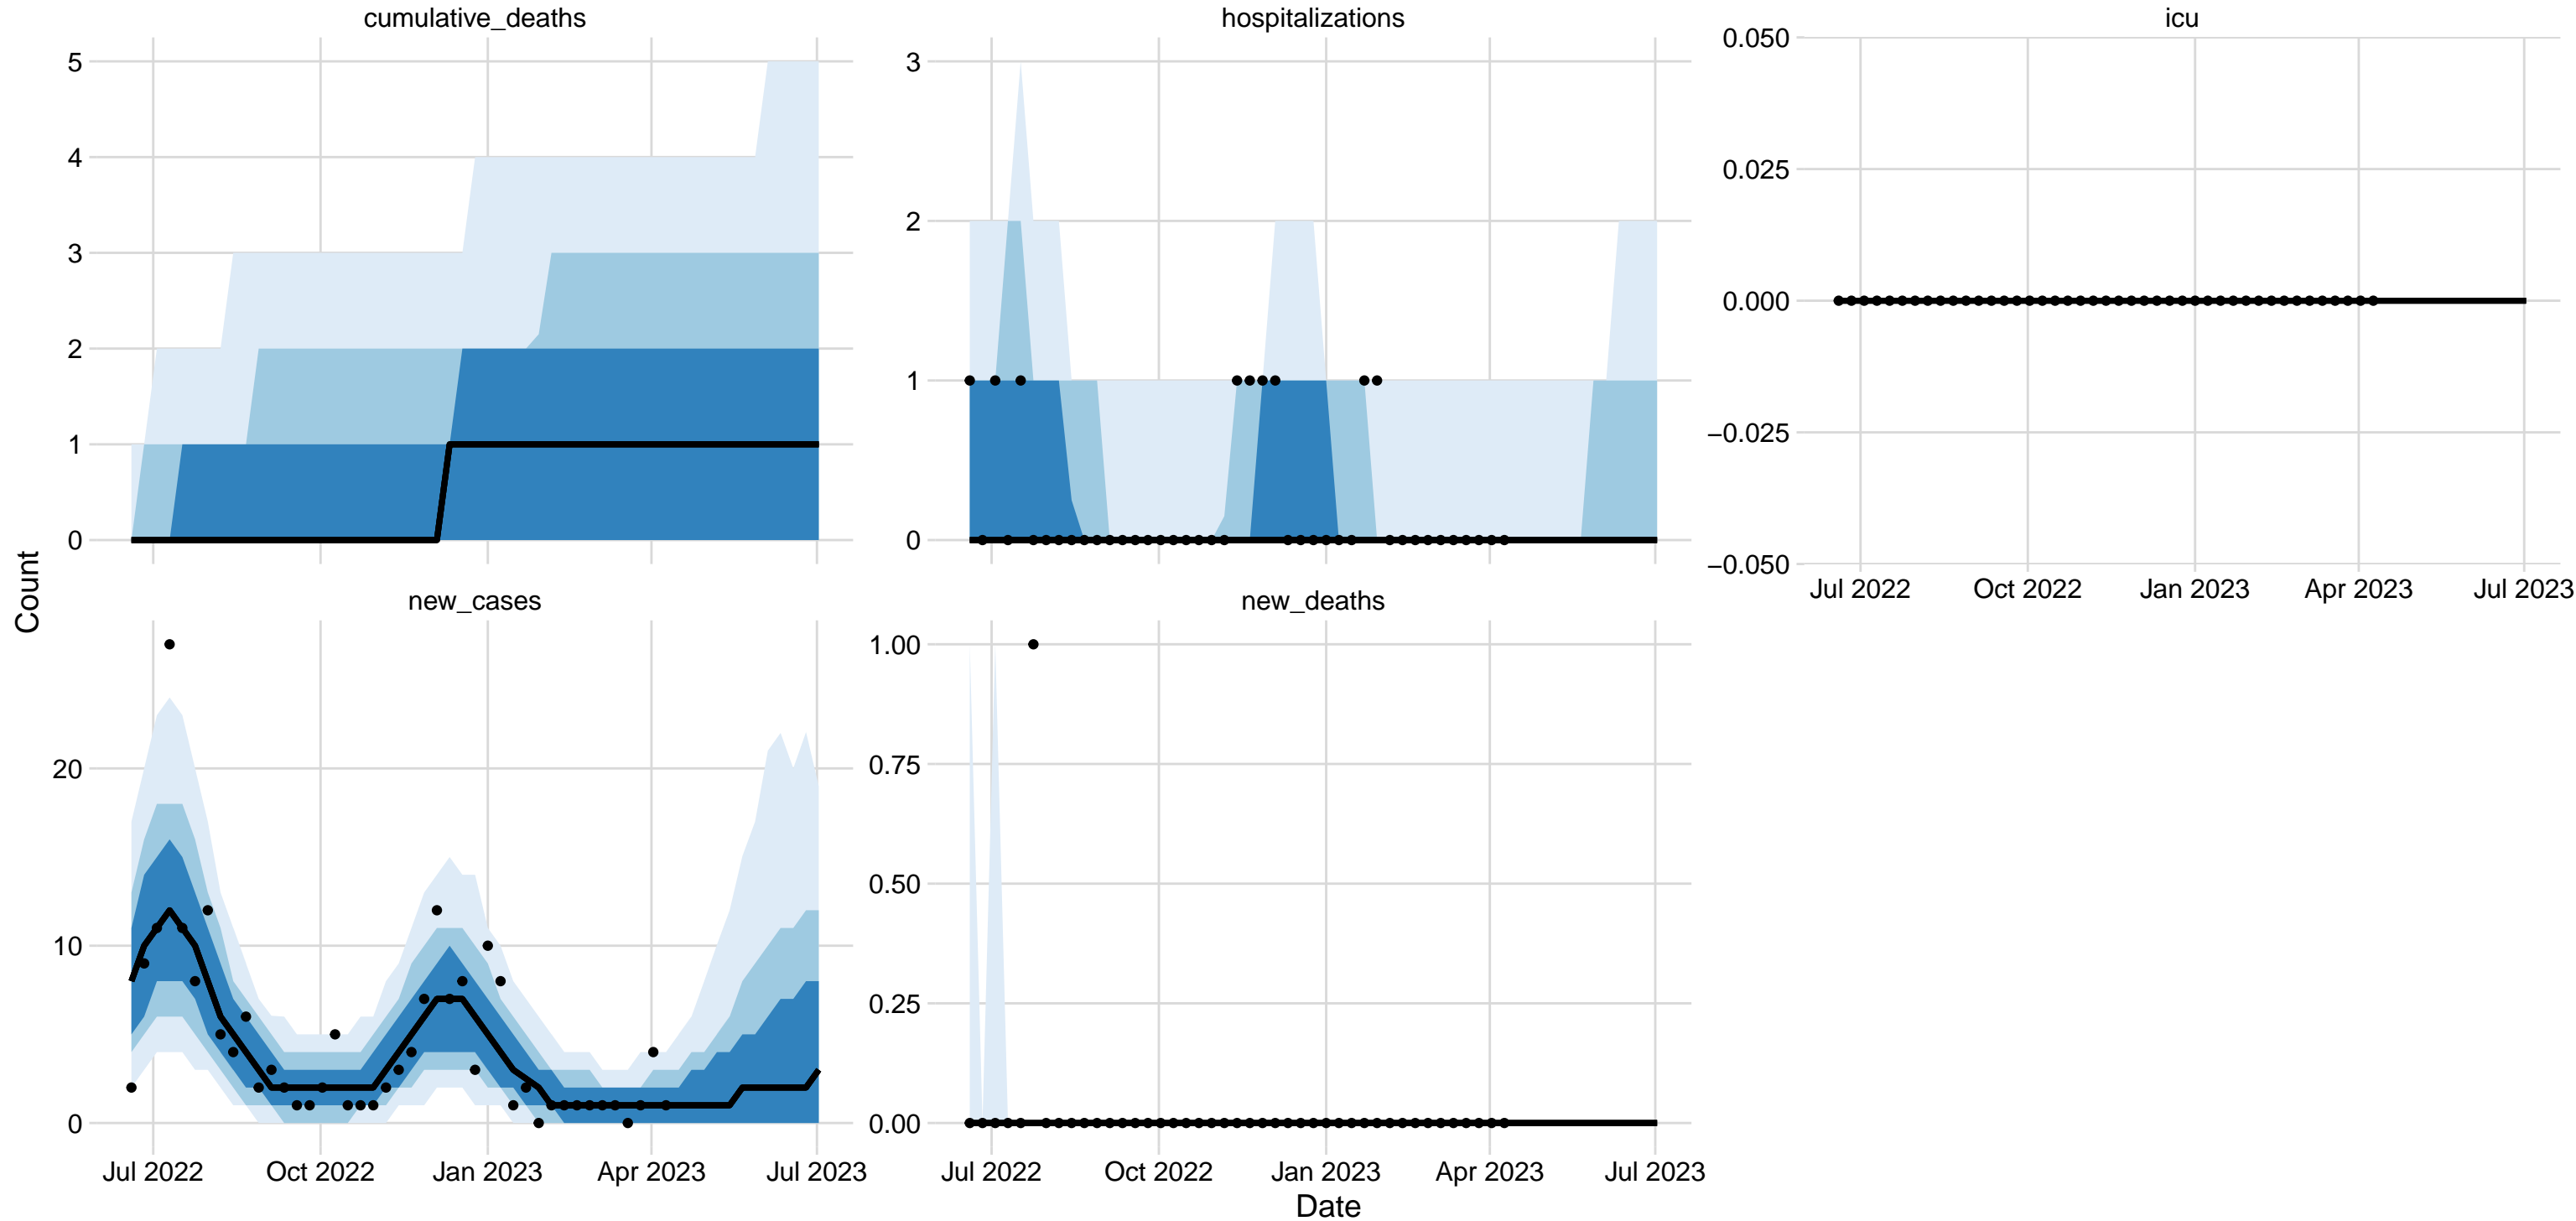 cumulative_deaths
hospitalizations
icu
5
4
3
2
1
0
3
2
1
0
0.050
0.025
0.000
−0.025
−0.050
Jul 2022 Oct 2022 Jan 2023 Apr 2023 Jul 2023
Count
new_cases
new_deaths
20
10
0
1.00
0.75
0.50
0.25
0.00
Jul 2022 Oct 2022 Jan 2023 Apr 2023 Jul 2023
Jul 2022 Oct 2022 Jan 2023 Apr 2023 Jul 2023
Date